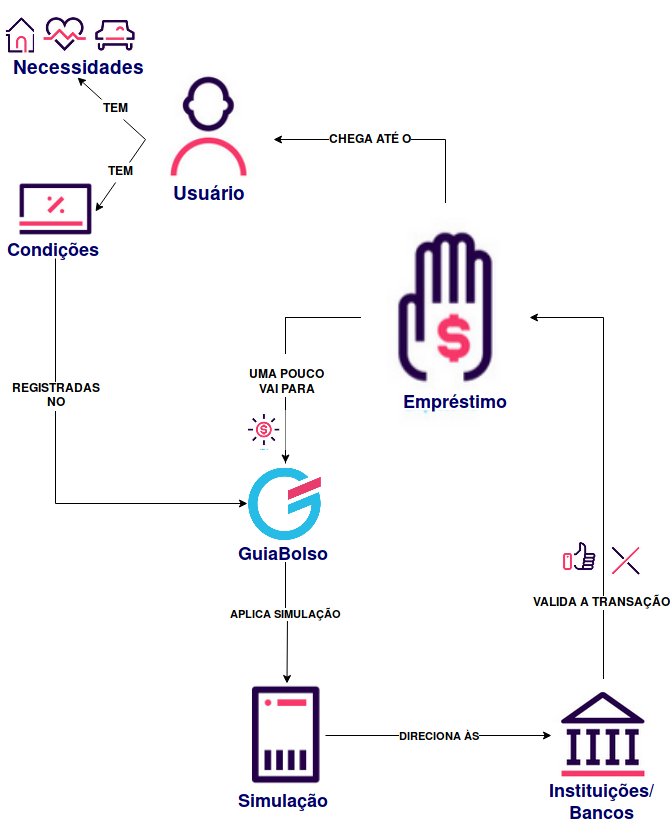 Necessidades
TEM
CHEGA ATÉ O
TEM
Usuário
Condições
$
UMA POUCO
VAI PARA
REGISTRADAS
NO
Empréstimo
$
GuiaBolso
VALIDA A TRANSAÇÃO
APLICA SIMULAÇÃO
DIRECIONA ÀS
Simulação
Instituições/
Bancos